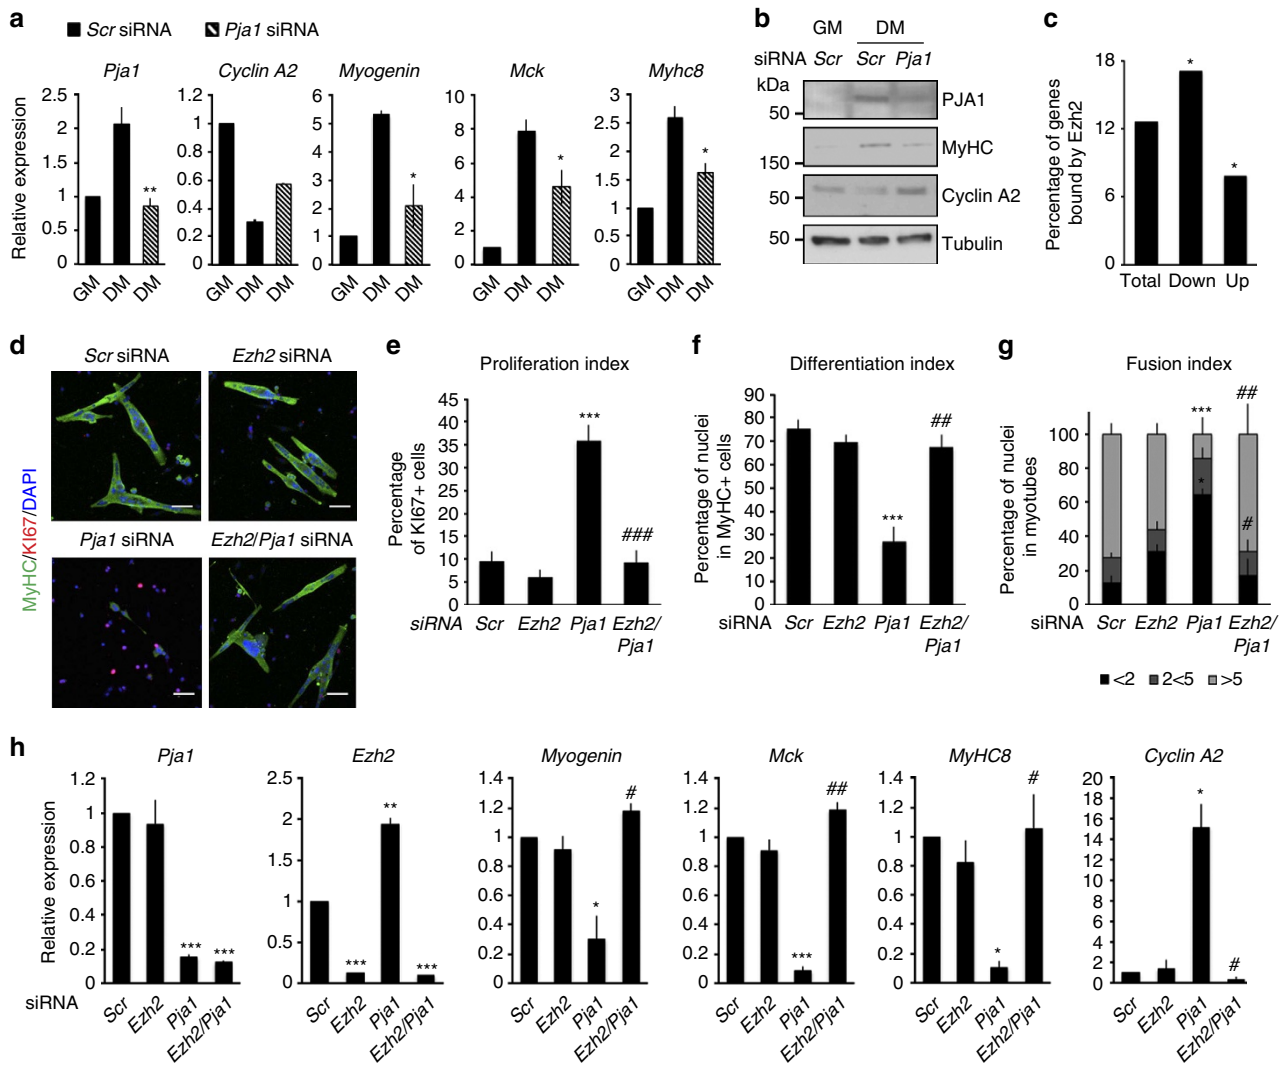 a
Scr siRNA Pja1 siRNA
Pja1 Cyclin A2 Myogenin Mck Myhc8
Relative expression
2.5 2 1.5 1 0.5 0
1.2 1 0.8 0.6 0.4 0.2 0
6 5 4 3 2 1 0
10 8 6 4 2 0
3 2.5 2 1.5 1 0.5 0
** * * *
GM DM DM GM DM DM GM DM DM GM DM DM GM DM DM
b
GM DM
siRNA Scr Scr Pja1
kDa
50 PJA1
150 MyHC
50 Cyclin A2
50 Tubulin
c
Percentage of genes
bound by Ezh2
18 12 6 0
* *
Total Down Up
d
Scr siRNA Ezh2 siRNA
Pja1 siRNA Ezh2/Pja1 siRNA
MyHC/KI67/DAPI
e
Proliferation index
Percentage
of KI67+ cells
45 40 35 30 25 20 15 10 5 0
*** ###
siRNA Scr Ezh2 Pja1 Ezh2/
Pja1
f
Differentiation index
Percentage of nuclei
in MyHC+ cells
90 80 70 60 50 40 30 20 10 0
*** ##
siRNA Scr Ezh2 Pja1 Ezh2/
Pja1
g
Fusion index
Percentage of nuclei
in myotubes
100 80 60 40 20 0
*** ##
* #
siRNA Scr Ezh2 Pja1 Ezh2/
Pja1
<2 2<5 >5
h
Pja1 Ezh2 Myogenin Mck MyHC8 Cyclin A2
Relative expression
1.2 1 0.8 0.6 0.4 0.2 0
*** ***
2.5 2 1.5 1 0.5 0
*** ** ***
1.4 1.2 1 0.8 0.6 0.4 0.2 0
* #
1.4 1.2 1 0.8 0.6 0.4 0.2 0
*** ##
1.4 1.2 1 0.8 0.6 0.4 0.2 0
* #
20 18 16 14 12 10 8 6 4 2 0
* #
siRNA
Scr Ezh2 Pja1 Ezh2/Pja1
Scr Ezh2 Pja1 Ezh2/Pja1
Scr Ezh2 Pja1 Ezh2/Pja1
Scr Ezh2 Pja1 Ezh2/Pja1
Scr Ezh2 Pja1 Ezh2/Pja1
Scr Ezh2 Pja1 Ezh2/Pja1